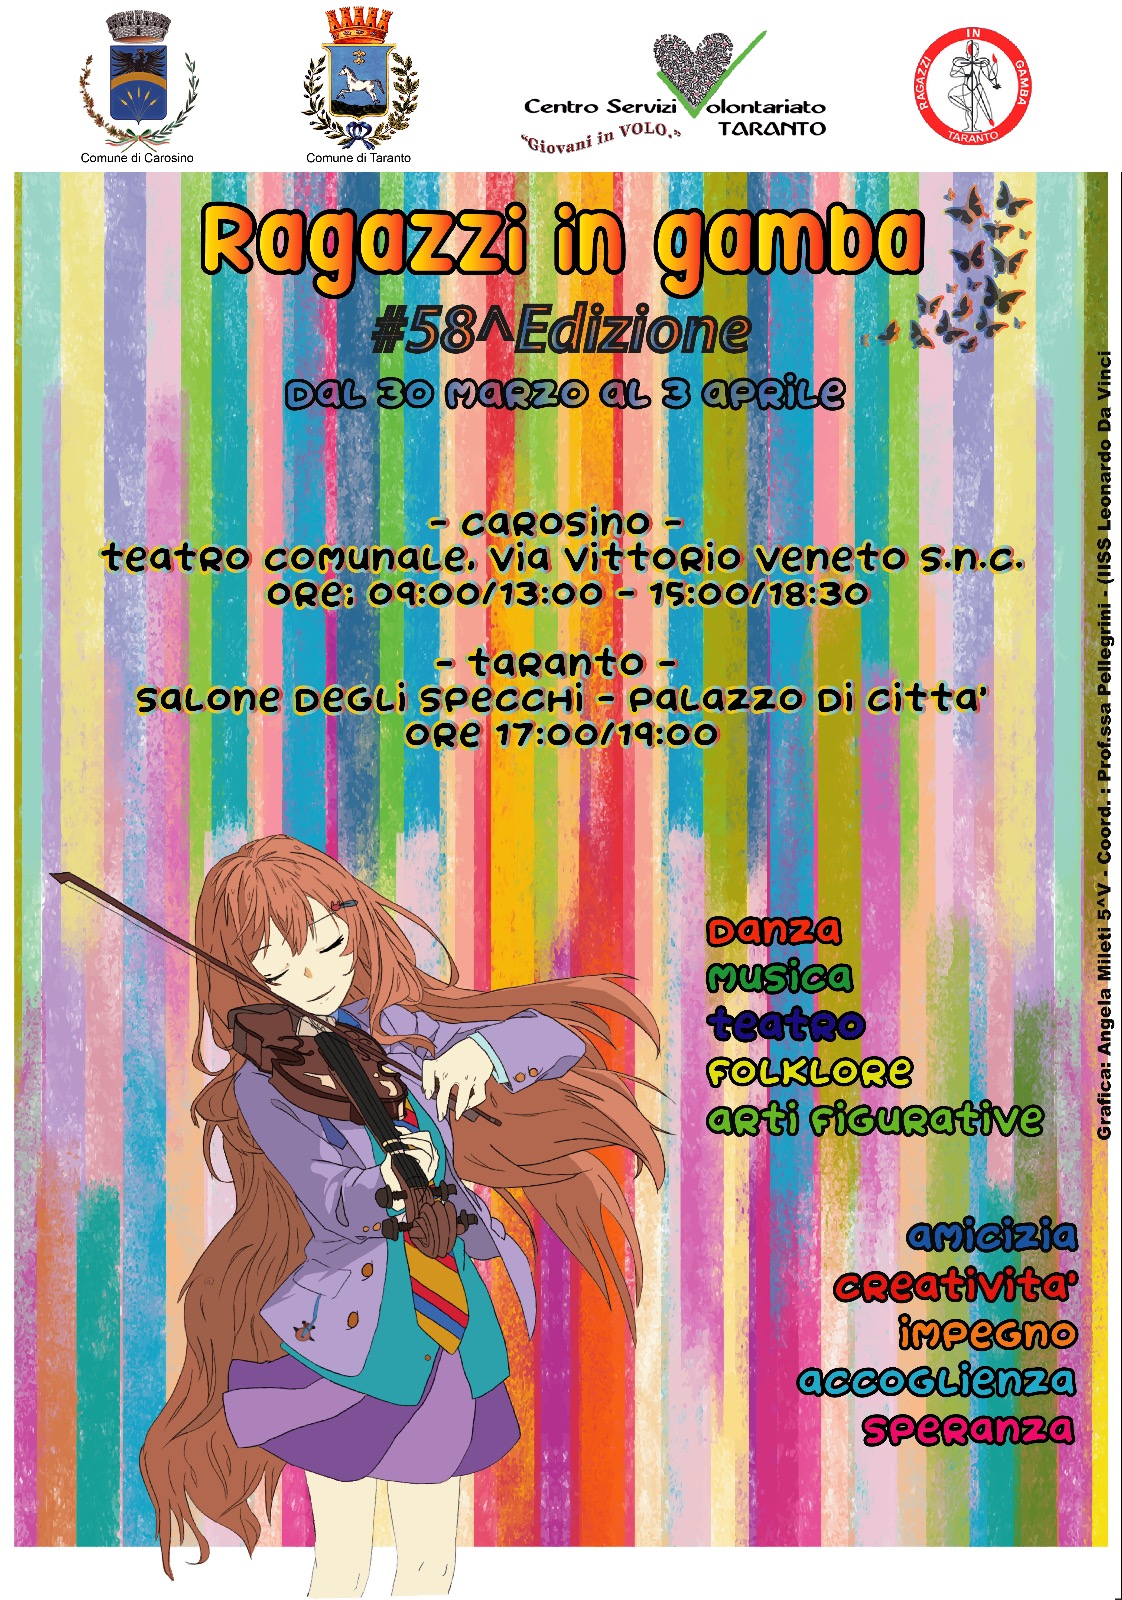 Comune di Carosino
Comune di Taranto
Centro Servizi Volontariato
TARANTO
"Giovani in VOLO."
RAGAZZI IN GAMBA
TARANTO
Ragazzi in gamba
#58^Edizione
Dal 30 marzo al 3 aprile
- Carosino -
Teatro Comunale, Via Vittorio Veneto s.n.c.
Ore: 09:00/13:00 - 15:00/18:30
- Taranto -
Salone degli Specchi - Palazzo di Citta'
Ore 17:00/19:00
Danza
Musica
Teatro
Folklore
Arti figurative
Amicizia
Creativita'
Impegno
Accoglienza
Speranza
Grafica: Angela Mileti 5^V - Coord. : Prof.ssa Pellegrini - (IISS Leonardo Da Vinci